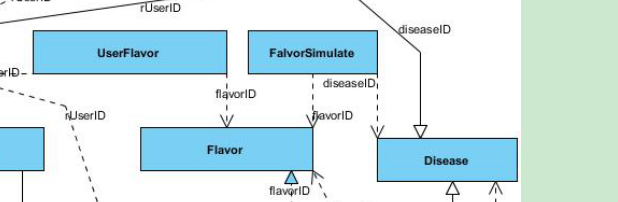 rUserID
diseaseID
UserFlavor
FalvorSimulate
diseaseID
flavorID
flavorID
rUserID
Flavor
Disease
flavorID